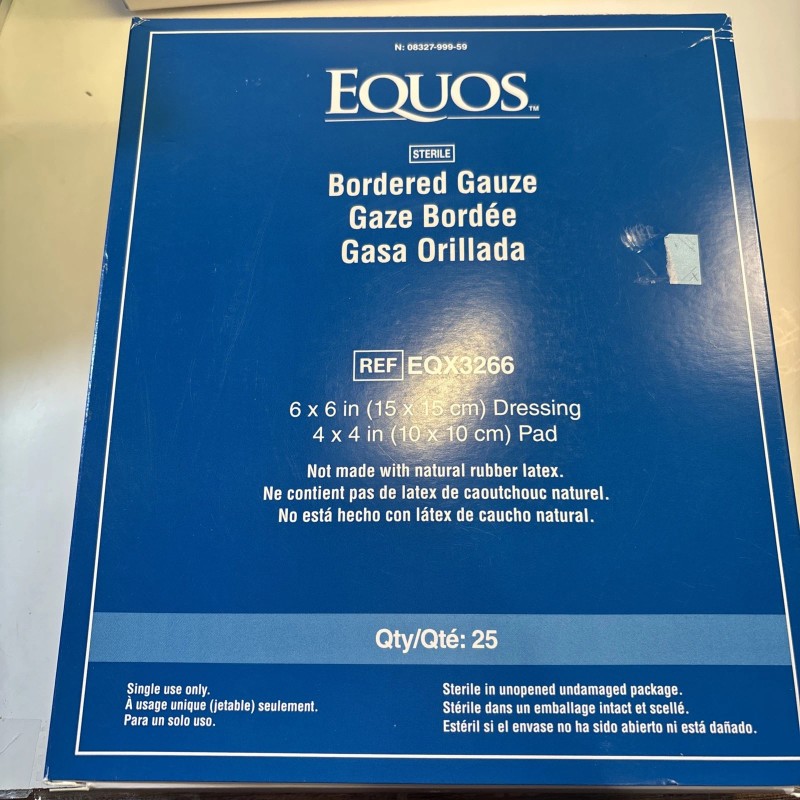 N: 08327-999-59
EQUOS™
STERILE
Bordered Gauze
Gaze Bordée
Gasa Orillada
REF EQX3266
6 x 6 in (15 x 15 cm) Dressing
4 x 4 in (10 x 10 cm) Pad
Not made with natural rubber latex.
Ne contient pas de latex de caoutchouc naturel.
No está hecho con látex de caucho natural.
Qty/Qté: 25
Single use only.
À usage unique (jetable) seulement.
Para un solo uso.
Sterile in unopened undamaged package.
Stérile dans un emballage intact et scellé.
Estéril si el envase no ha sido abierto ni está dañado.